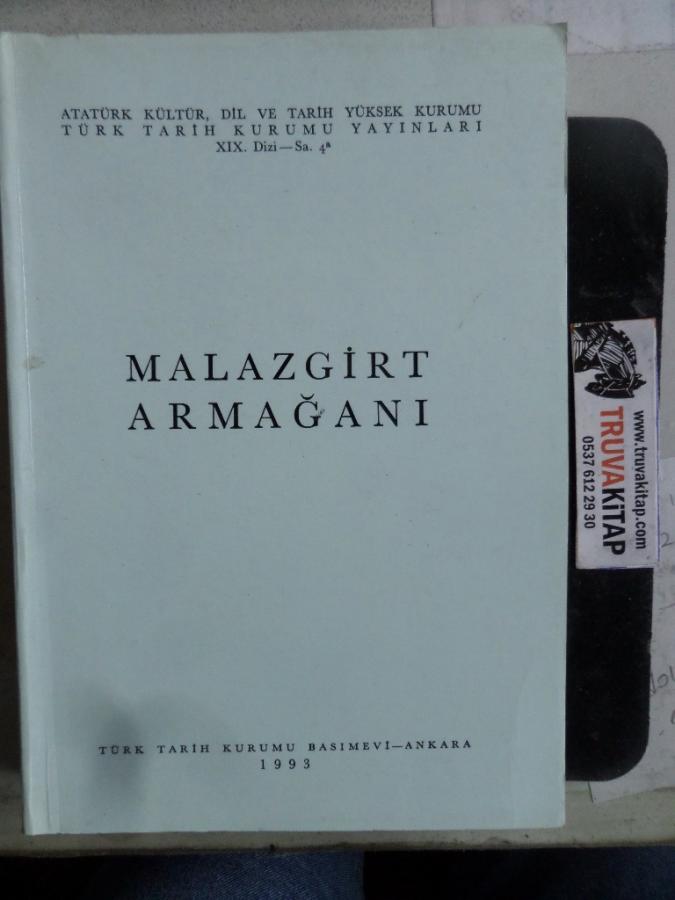 ATATÜRK KÜLTÜR, DİL VE TARİH YÜKSEK KURUMU
TÜRK TARİH KURUMU YAYINLARI
XIX. Dizi — Sa. 4ª
MALAZGİRT
ARMAĞANI
TÜRK TARİH KURUMU BASIMEVİ—ANKARA
1993
www.truvakitap.com
TRUVAKİTAP
0537 612 29 30